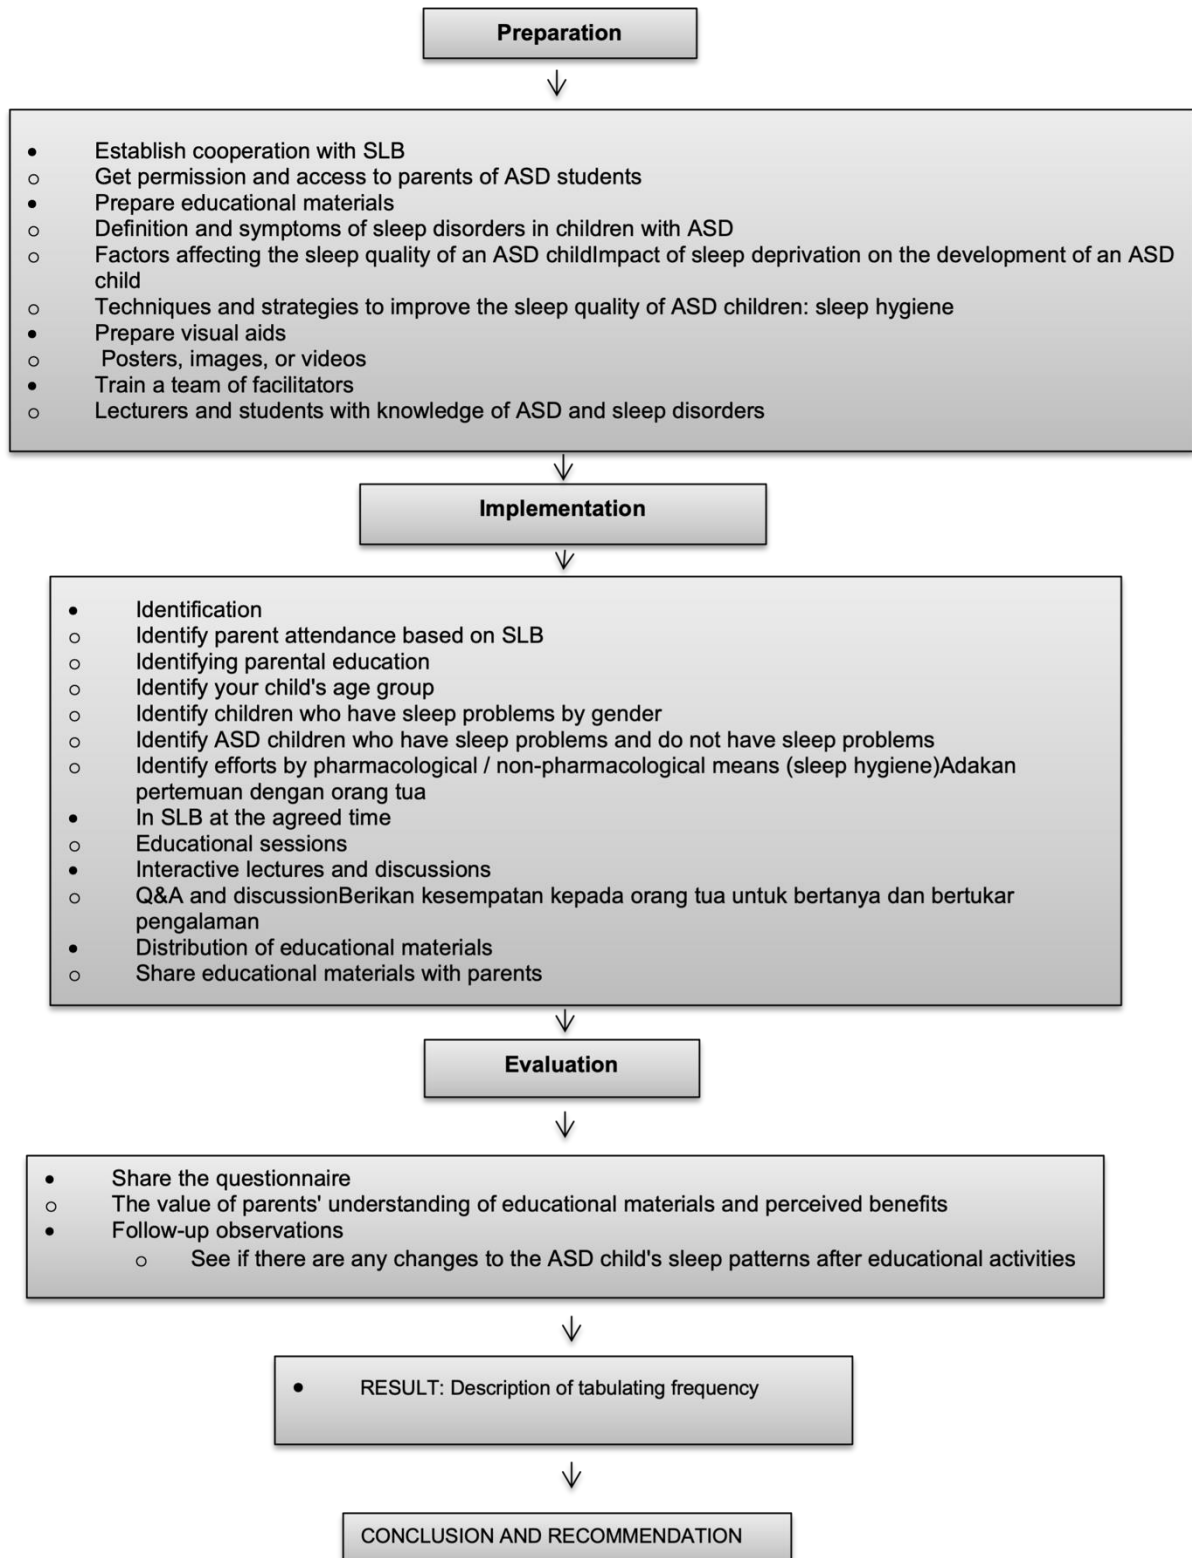 Preparation
• Establish cooperation with SLB
○ Get permission and access to parents of ASD students
• Prepare educational materials
○ Definition and symptoms of sleep disorders in children with ASD
○ Factors affecting the sleep quality of an ASD childImpact of sleep deprivation on the development of an ASD
child
○ Techniques and strategies to improve the sleep quality of ASD children: sleep hygiene
• Prepare visual aids
○ Posters, images, or videos
• Train a team of facilitators
○ Lecturers and students with knowledge of ASD and sleep disorders
Implementation
• Identification
○ Identify parent attendance based on SLB
○ Identifying parental education
○ Identify your child's age group
○ Identify children who have sleep problems by gender
○ Identify ASD children who have sleep problems and do not have sleep problems
○ Identify efforts by pharmacological / non-pharmacological means (sleep hygiene)Adakan
pertemuan dengan orang tua
• In SLB at the agreed time
○ Educational sessions
• Interactive lectures and discussions
○ Q&A and discussionBerikan kesempatan kepada orang tua untuk bertanya dan bertukar
pengalaman
• Distribution of educational materials
○ Share educational materials with parents
Evaluation
• Share the questionnaire
○ The value of parents' understanding of educational materials and perceived benefits
• Follow-up observations
○ See if there are any changes to the ASD child's sleep patterns after educational activities
• RESULT: Description of tabulating frequency
CONCLUSION AND RECOMMENDATION